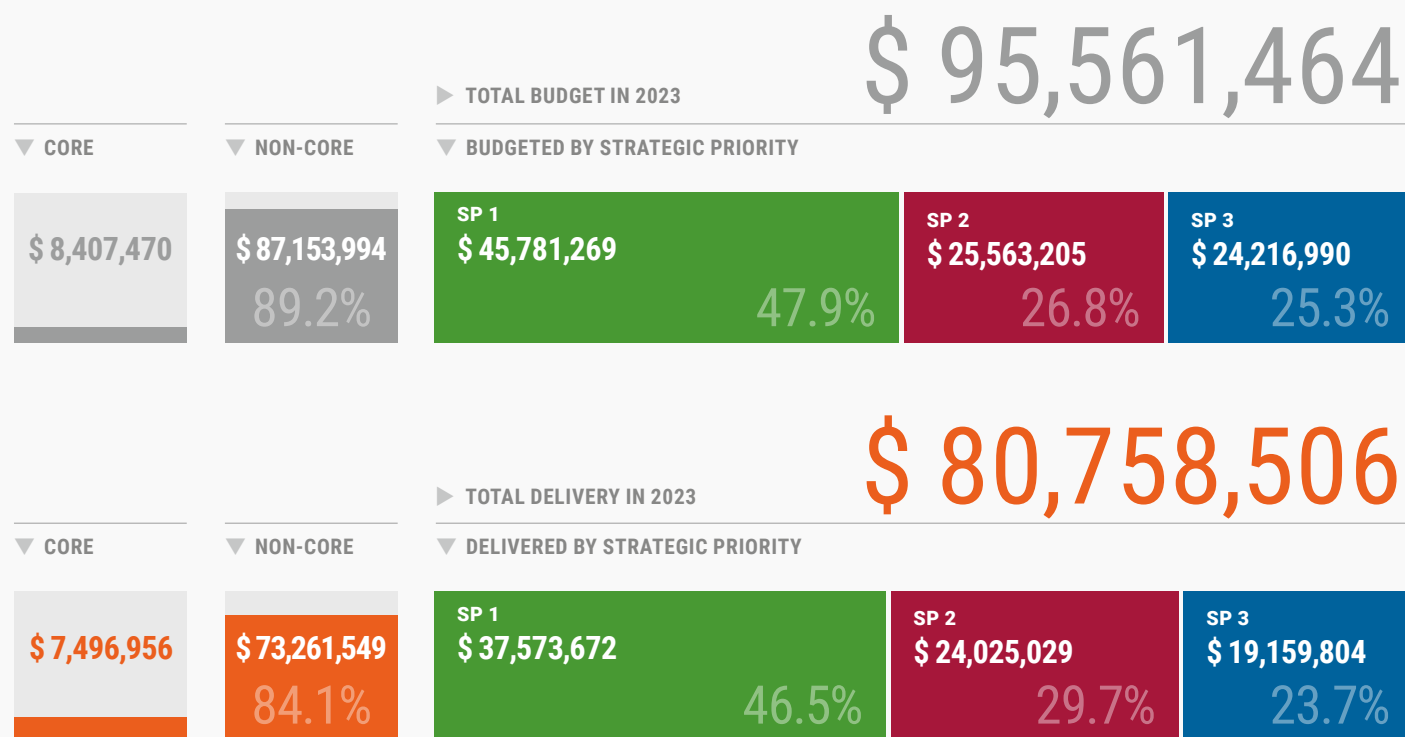 $ 95,561,464
TOTAL BUDGET IN 2023
CORE
NON-CORE
BUDGETED BY STRATEGIC PRIORITY
$ 8,407,470
$ 87,153,994
89.2%
SP 1
$ 45,781,269
47.9%
SP 2
$ 25,563,205
26.8%
SP 3
$ 24,216,990
25.3%
$ 80,758,506
TOTAL DELIVERY IN 2023
CORE
NON-CORE
DELIVERED BY STRATEGIC PRIORITY
$ 7,496,956
$ 73,261,549
84.1%
SP 1
$ 37,573,672
46.5%
SP 2
$ 24,025,029
29.7%
SP 3
$ 19,159,804
23.7%